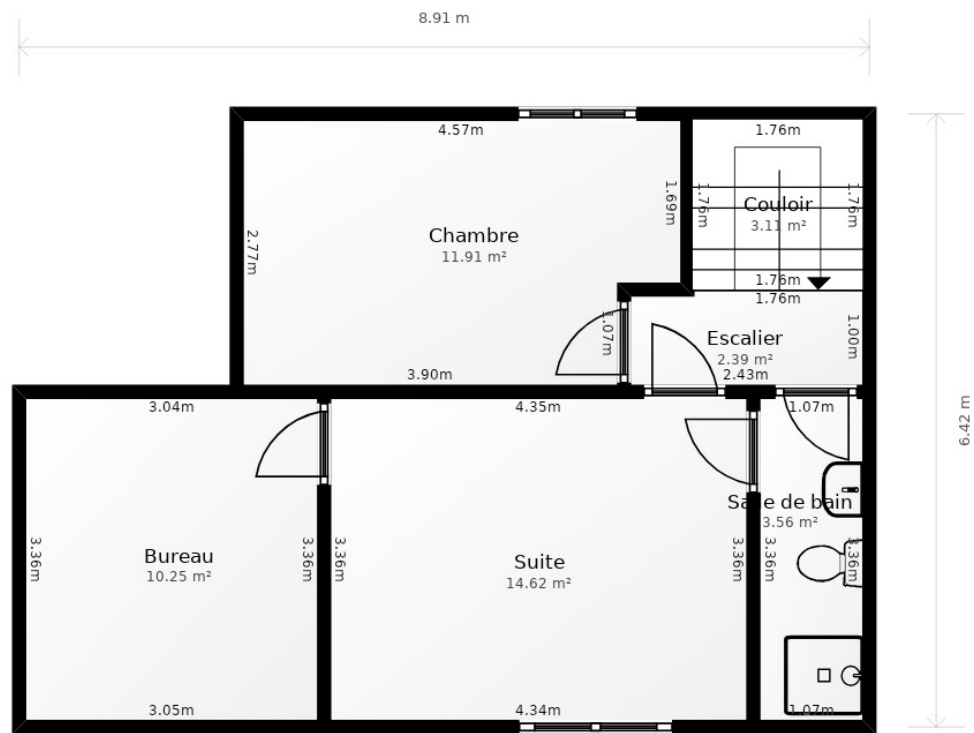 8.91 m
4.57m
1.76m
1.69m
1.76m
1.76m
Couloir
3.11 m²
Chambre
11.91 m²
2.77m
1.76m
1.76m
1.07m
1.00m
Escalier
2.39 m²
2.43m
3.90m
3.04m
4.35m
1.07m
6.42 m
Salle de bain
3.56 m²
Bureau
10.25 m²
3.36m
3.36m
3.36m
Suite
14.62 m²
3.36m
3.36m
3.36m
3.05m
4.34m
1.07m